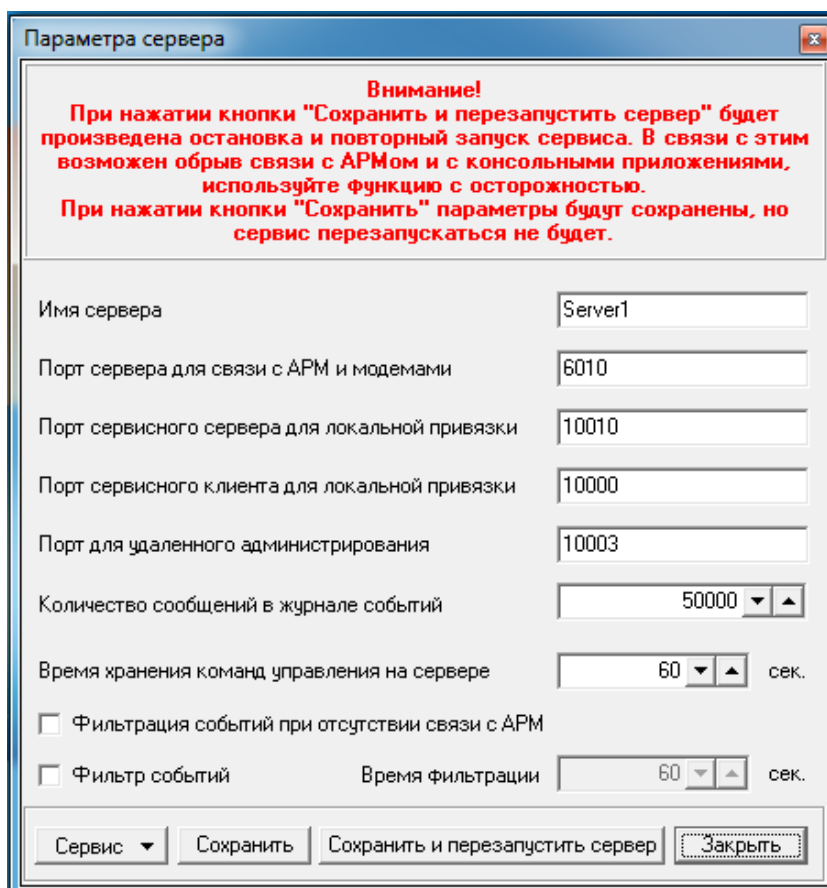 Параметра сервера
Внимание!
При нажатии кнопки "Сохранить и перезапустить сервер" будет
произведена остановка и повторный запуск сервиса. В связи с этим
возможен обрыв связи с АРМом и с консольными приложениями,
используйте функцию с осторожностью.
При нажатии кнопки "Сохранить" параметры будут сохранены, но
сервис перезапускаться не будет.
Имя сервера Server1
Порт сервера для связи с АРМ и модемами 6010
Порт сервисного сервера для локальной привязки 10010
Порт сервисного клиента для локальной привязки 10000
Порт для удаленного администрирования 10003
Количество сообщений в журнале событий 50000
Время хранения команд управления на сервере 60 сек.
Фильтрация событий при отсутствии связи с АРМ
Фильтр событий Время фильтрации 60 сек.
Сервис Сохранить Сохранить и перезапустить сервер Закрыть